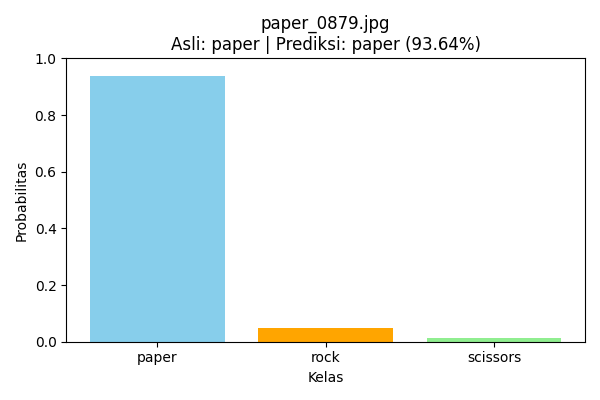 paper_0879.jpg
Asli: paper | Prediksi: paper (93.64%)
1.0
0.8
0.6
0.4
0.2
0.0
Probabilitas
paper rock scissors
Kelas